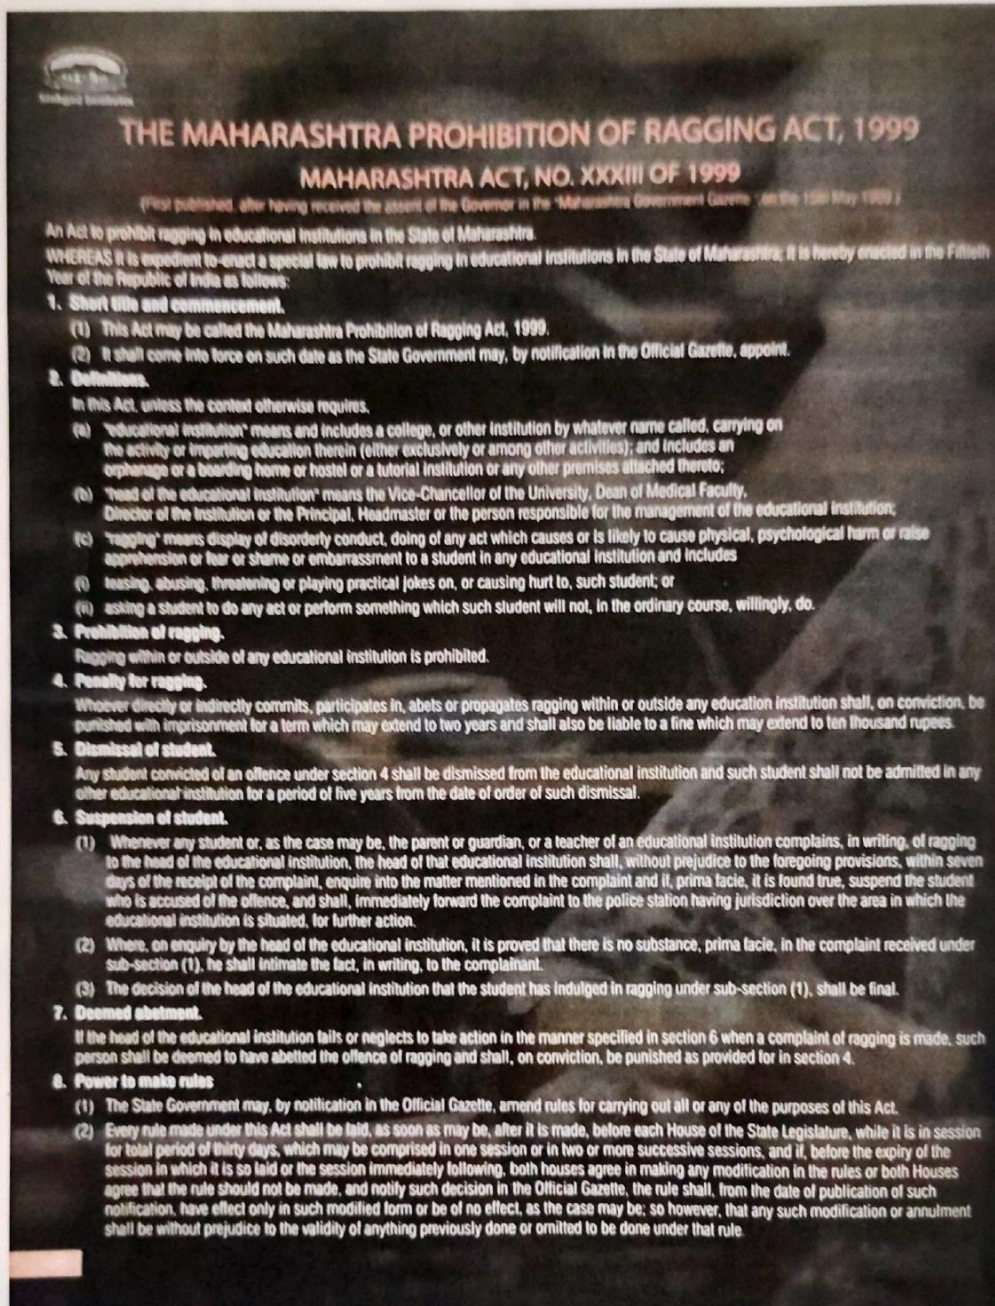 THE MAHARASHTRA PROHIBITION OF RAGGING ACT, 1999
MAHARASHTRA ACT, NO. XXXIII OF 1999
(First published, after having received the assent of the Governor in the "Maharashtra Government Gazette", on the 15th May 1999.)
An Act to prohibit ragging in educational institutions in the State of Maharashtra.
WHEREAS it is expedient to enact a special law to prohibit ragging in educational institutions in the State of Maharashtra; it is hereby enacted in the Fiftieth
Year of the Republic of India as follows:
1. Short title and commencement.
(1) This Act may be called the Maharashtra Prohibition of Ragging Act, 1999.
(2) It shall come into force on such date as the State Government may, by notification in the Official Gazette, appoint.
2. Definitions.
In this Act, unless the context otherwise requires.
(a) "educational institution" means and includes a college, or other institution by whatever name called, carrying on
the activity or imparting education therein (either exclusively or among other activities); and includes an
orphanage or a boarding home or hostel or a tutorial institution or any other premises attached thereto;
(b) "head of the educational institution" means the Vice-Chancellor of the University, Dean of Medical Faculty,
Director of the Institution or the Principal, Headmaster or the person responsible for the management of the educational institution;
(c) "ragging" means display of disorderly conduct, doing of any act which causes or is likely to cause physical, psychological harm or raise
apprehension or fear or shame or embarrassment to a student in any educational institution and includes
(i) teasing, abusing, threatening or playing practical jokes on, or causing hurt to, such student; or
(ii) asking a student to do any act or perform something which such student will not, in the ordinary course, willingly, do.
3. Prohibition of ragging.
Ragging within or outside of any educational institution is prohibited.
4. Penalty for ragging.
Whoever directly or indirectly commits, participates in, abets or propagates ragging within or outside any education institution shall, on conviction, be
punished with imprisonment for a term which may extend to two years and shall also be liable to a fine which may extend to ten thousand rupees.
5. Dismissal of student.
Any student convicted of an offence under section 4 shall be dismissed from the educational institution and such student shall not be admitted in any
other educational institution for a period of five years from the date of order of such dismissal.
6. Suspension of student.
(1) Whenever any student or, as the case may be, the parent or guardian, or a teacher of an educational institution complains, in writing, of ragging
to the head of the educational institution, the head of that educational institution shall, without prejudice to the foregoing provisions, within seven
days of the receipt of the complaint, enquire into the matter mentioned in the complaint and if, prima facie, it is found true, suspend the student
who is accused of the offence, and shall, immediately forward the complaint to the police station having jurisdiction over the area in which the
educational institution is situated, for further action.
(2) Where, on enquiry by the head of the educational institution, it is proved that there is no substance, prima facie, in the complaint received under
sub-section (1), he shall intimate the fact, in writing, to the complainant.
(3) The decision of the head of the educational institution that the student has indulged in ragging under sub-section (1), shall be final.
7. Deemed abetment.
If the head of the educational institution fails or neglects to take action in the manner specified in section 6 when a complaint of ragging is made, such
person shall be deemed to have abetted the offence of ragging and shall, on conviction, be punished as provided for in section 4.
8. Power to make rules
(1) The State Government may, by notification in the Official Gazette, amend rules for carrying out all or any of the purposes of this Act.
(2) Every rule made under this Act shall be laid, as soon as may be, after it is made, before each House of the State Legislature, while it is in session
for total period of thirty days, which may be comprised in one session or in two or more successive sessions, and if, before the expiry of the
session in which it is so laid or the session immediately following, both houses agree in making any modification in the rules or both Houses
agree that the rule should not be made, and notify such decision in the Official Gazette, the rule shall, from the date of publication of such
notification, have effect only in such modified form or be of no effect, as the case may be; so however, that any such modification or annulment
shall be without prejudice to the validity of anything previously done or omitted to be done under that rule.